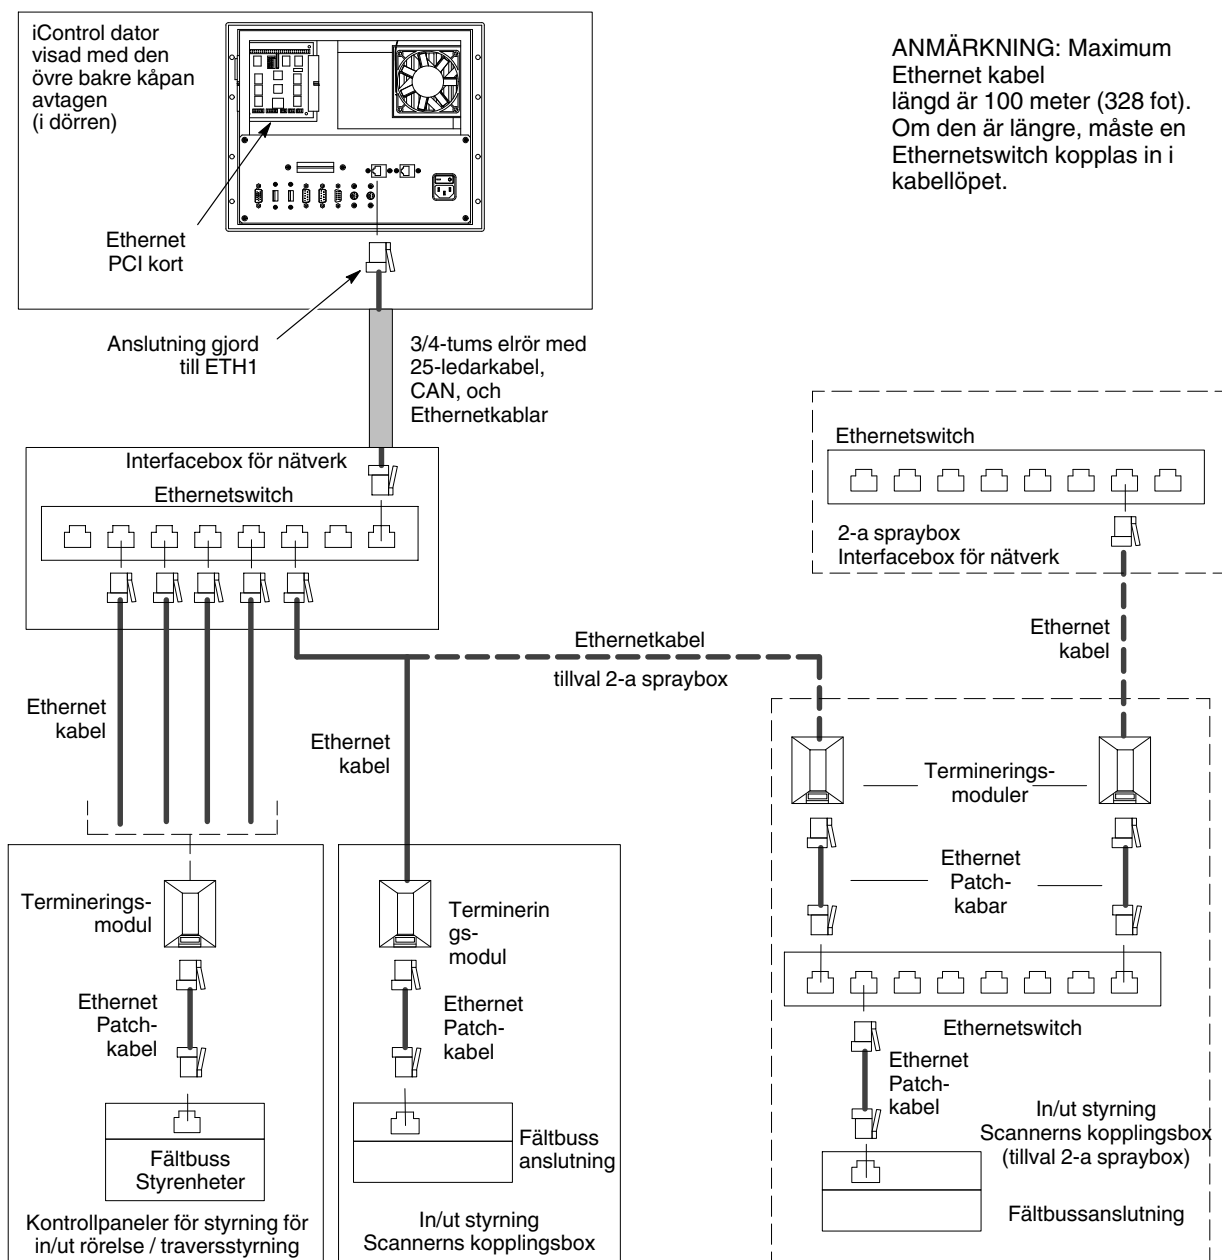 iControl dator
visad med den
övre bakre kåpan
avtagen
(i dörren)
ANMÄRKNING: Maximum
Ethernet kabel
längd är 100 meter (328 fot).
Om den är längre, måste en
Ethernetswitch kopplas in i
kabellöpet.
Ethernet
PCI kort
Anslutning gjord
till ETH1
3/4-tums elrör med
25-ledarkabel,
CAN, och
Ethernetkablar
Interfacebox för nätverk
Ethernetswitch
Ethernetswitch
2-a spraybox
Interfacebox för nätverk
Ethernet
kabel
Ethernetkabel
tillval 2-a spraybox
Ethernet
kabel
Ethernet
kabel
Terminerings-
moduler
Ethernet
Patch-
kabar
Terminerings-
modul
Terminerin
gs-
modul
Ethernet
Patch-
kabel
Ethernet
Patch-
kabel
Ethernetswitch
Ethernet
Patch-
kabel
In/ut styrning
Scannerns kopplingsbox
(tillval 2-a spraybox)
Fältbuss
Styrenheter
Fältbuss
anslutning
Fältbussanslutning
Kontrollpaneler för styrning för
in/ut rörelse / traversstyrning
In/ut styrning
Scannerns kopplingsbox